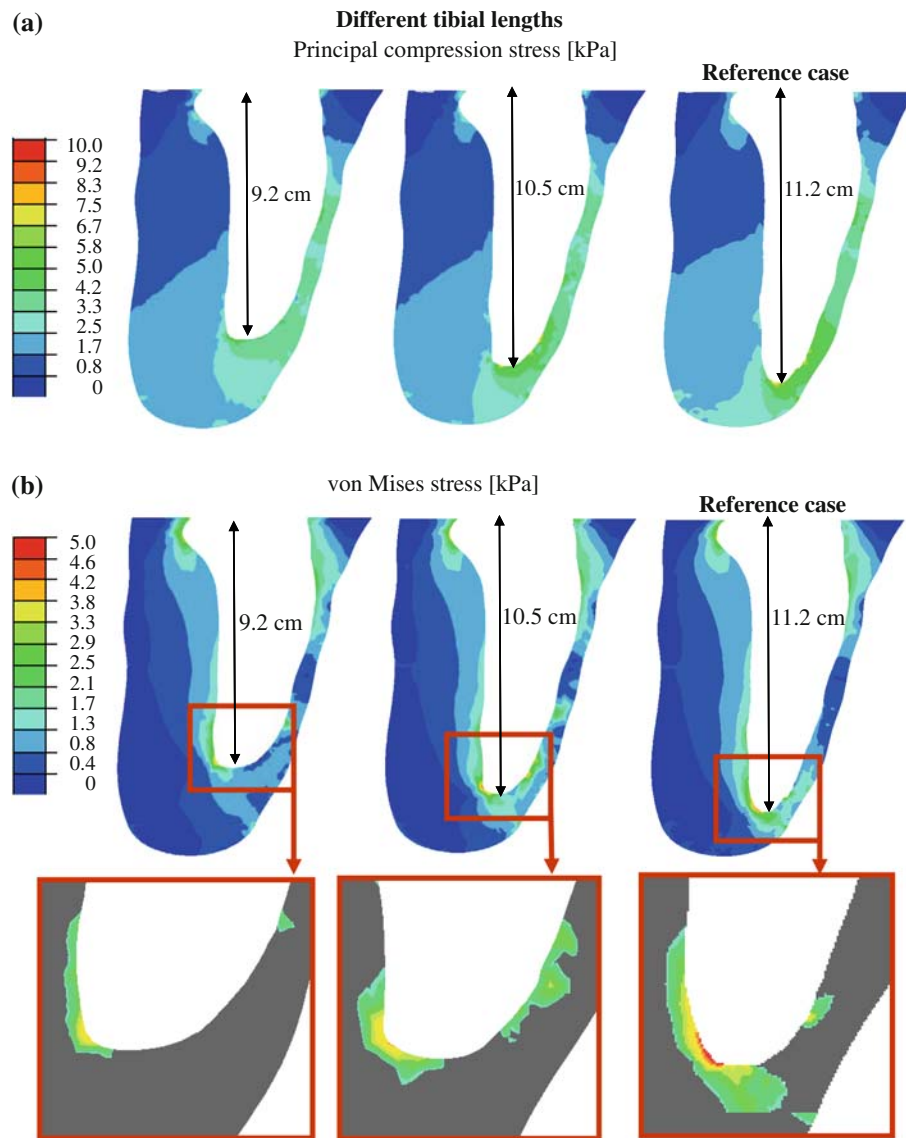 (a)
Different tibial lengths
Principal compression stress [kPa]
Reference case
10.0
9.2
8.3
7.5
6.7
5.8
5.0
4.2
3.3
2.5
1.7
0.8
0
9.2 cm
10.5 cm
11.2 cm
(b)
von Mises stress [kPa]
Reference case
5.0
4.6
4.2
3.8
3.3
2.9
2.5
2.1
1.7
1.3
0.8
0.4
0
9.2 cm
10.5 cm
11.2 cm